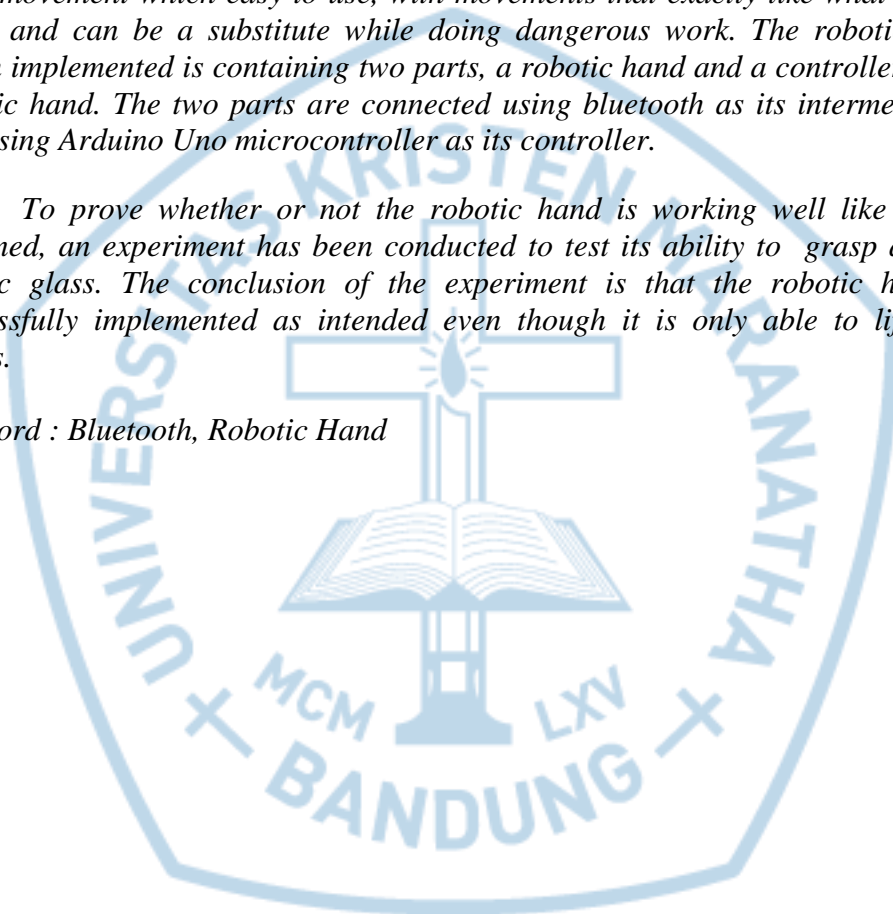 movement which easy to use, with movements that exactly like what
and can be a substitute while doing dangerous work. The roboti
implemented is containing two parts, a robotic hand and a controlle
ic hand. The two parts are connected using bluetooth as its interme
sing Arduino Uno microcontroller as its controller.
To prove whether or not the robotic hand is working well like
ned, an experiment has been conducted to test its ability to grasp a
c glass. The conclusion of the experiment is that the robotic h
ssfully implemented as intended even though it is only able to li
s.
ord : Bluetooth, Robotic Hand
UNIVERSITAS KRISTEN MARANATHA
MCM LXV
BANDUNG